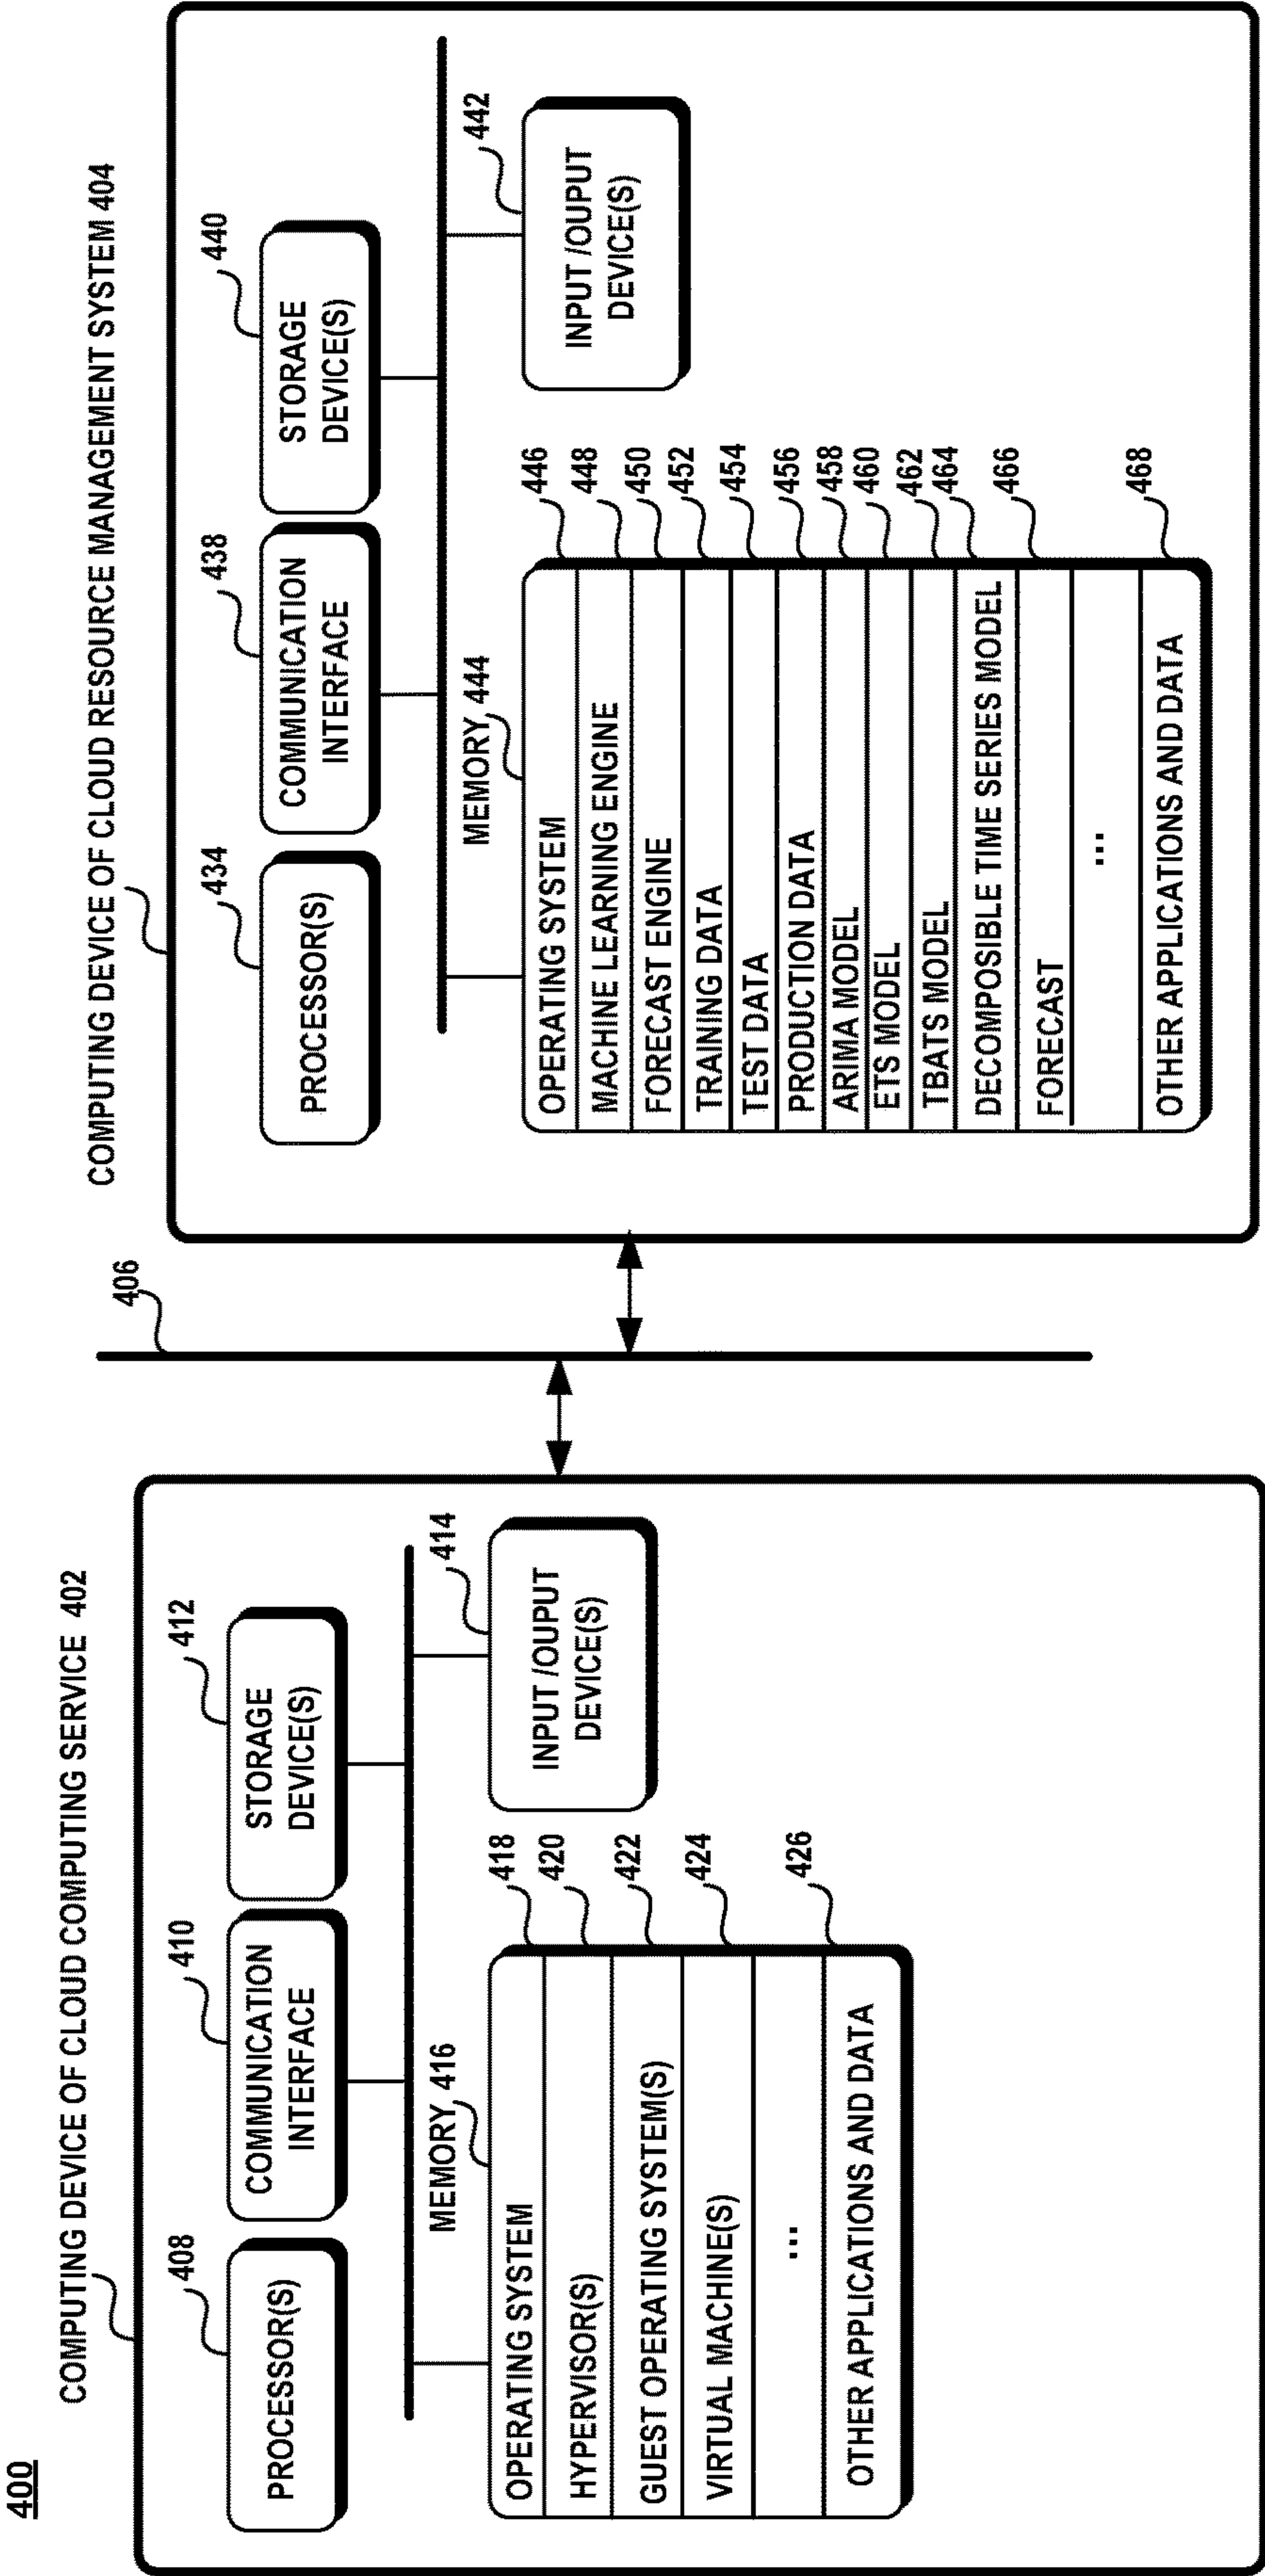 400
COMPUTING DEVICE OF CLOUD COMPUTING SERVICE 402
408
PROCESSOR(S)
410
COMMUNICATION
INTERFACE
412
STORAGE
DEVICE(S)
MEMORY 416
414
INPUT /OUPUT
DEVICE(S)
OPERATING SYSTEM
418
HYPERVISOR(S)
420
GUEST OPERATING SYSTEM(S)
422
VIRTUAL MACHINE(S)
424
...
OTHER APPLICATIONS AND DATA
426
406
COMPUTING DEVICE OF CLOUD RESOURCE MANAGEMENT SYSTEM 404
434
PROCESSOR(S)
438
COMMUNICATION
INTERFACE
440
STORAGE
DEVICE(S)
MEMORY 444
442
INPUT /OUPUT
DEVICE(S)
OPERATING SYSTEM
446
MACHINE LEARNING ENGINE
448
FORECAST ENGINE
450
TRAINING DATA
452
TEST DATA
454
PRODUCTION DATA
456
ARIMA MODEL
458
ETS MODEL
460
TBATS MODEL
462
DECOMPOSIBLE TIME SERIES MODEL
464
FORECAST
466
...
OTHER APPLICATIONS AND DATA
468